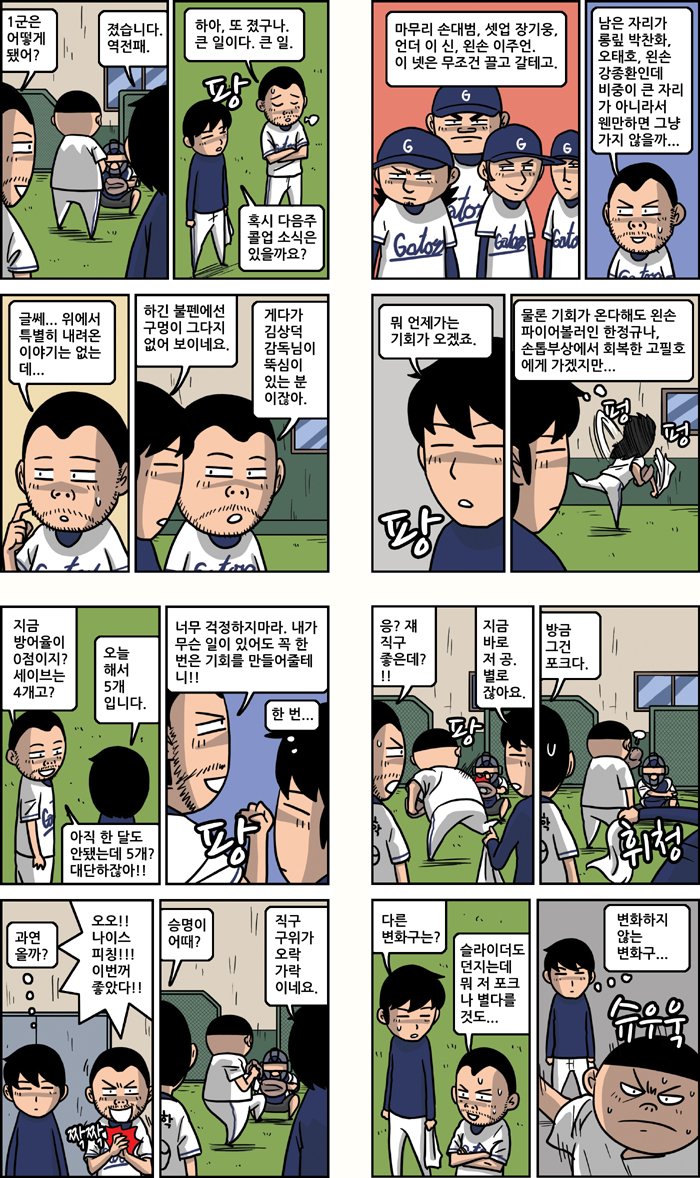 1군은
어떻게
됐어?
졌습니다.
역전패.
하아, 또 졌구나.
큰 일이다. 큰 일.
팡
혹시 다음주
콜업 소식은
있을까요?
글쎄... 위에서
특별히 내려온
이야기는 없는
데...
하긴 불펜에선
구멍이 그다지
없어 보이네요.
게다가
김상덕
감독님이
뚝심이
있는 분
이잖아.
마무리 손대범, 셋업 장기웅,
언더 이 신, 왼손 이주언.
이 넷은 무조건 끌고 갈테고.
G
G
G
Gators
Gators
남은 자리가
롱릴 박찬화,
오태호, 왼손
강종환인데
비중이 큰 자리
가 아니라서
웬만하면 그냥
가지 않을까...
Gators
뭐 언제가는
기회가 오겠죠.
팡
물론 기회가 온다해도 왼손
파이어볼러인 한정규나,
손톱부상에서 회복한 고필호
에게 가겠지만...
펑
펑
지금
방어율이
0점이지?
세이브는
4개고?
오늘
해서
5개
입니다.
아직 한 달도
안됐는데 5개?
대단하잖아!!
너무 걱정하지마라. 내가
무슨 일이 있어도 꼭 한
번은 기회를 만들어줄테
니!!
한 번...
팡
과연
올까?
오오!!
나이스
피칭!!!
이번꺼
좋았다!!
짝짝
승명이
어때?
직구
구위가
오락
가락
이네요.
응? 쟤
직구
좋은데?
!!
지금
바로
저 공.
별로
잖아요.
팡
방금
그건
포크다.
휘청
다른
변화구는?
슬라이더도
던지는데
뭐 저 포크
나 별다를
것도...
변화하지
않는
변화구...
슈우욱